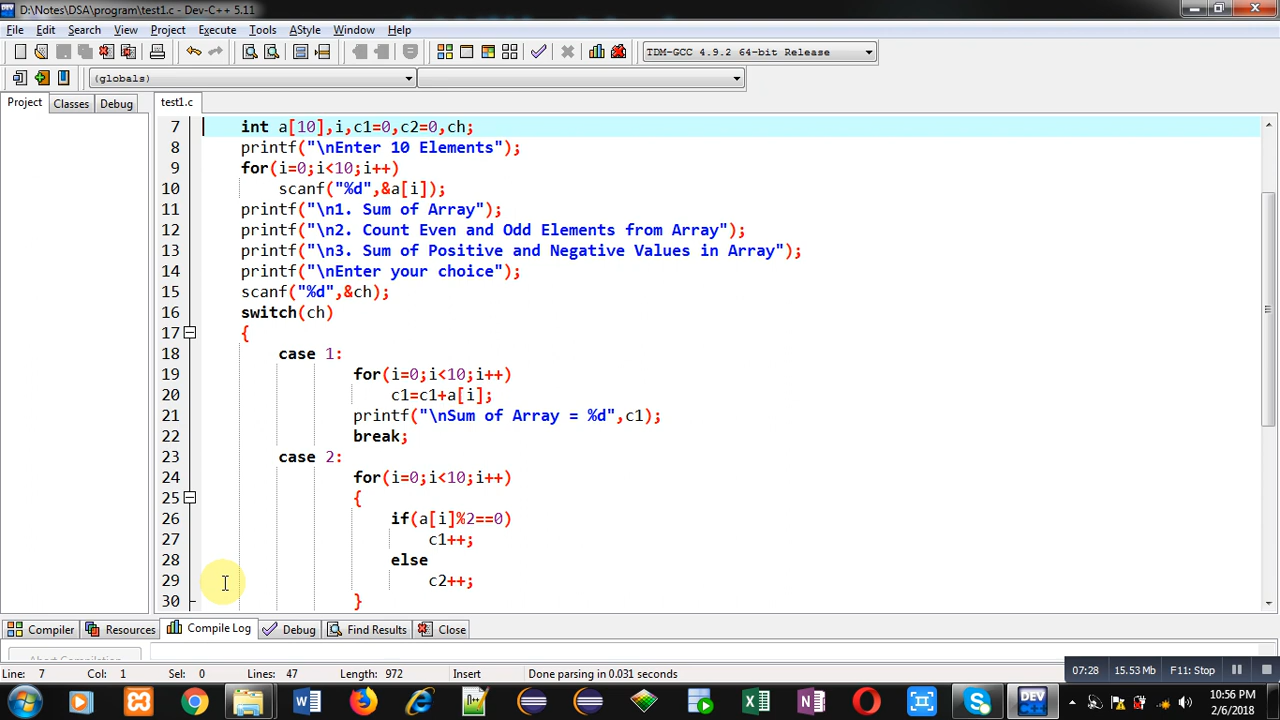 D:\Notes\DSA\program\test1.c - Dev-C++ 5.11
File Edit Search View Project Execute Tools AStyle Window Help
TDM-GCC 4.9.2 64-bit Release
(globals)
Project Classes Debug
test1.c
7 int a[10],i,c1=0,c2=0,ch;
8 printf("\nEnter 10 Elements");
9 for(i=0;i<10;i++)
10 scanf("%d",&a[i]);
11 printf("\n1. Sum of Array");
12 printf("\n2. Count Even and Odd Elements from Array");
13 printf("\n3. Sum of Positive and Negative Values in Array");
14 printf("\nEnter your choice");
15 scanf("%d",&ch);
16 switch(ch)
17 {
18 case 1:
19 for(i=0;i<10;i++)
20 c1=c1+a[i];
21 printf("\nSum of Array = %d",c1);
22 break;
23 case 2:
24 for(i=0;i<10;i++)
25 {
26 if(a[i]%2==0)
27 c1++;
28 else
29 c2++;
30 }
Compiler Resources Compile Log Debug Find Results Close
Abort Compilation
Line: 7 Col: 1 Sel: 0 Lines: 47 Length: 972 Insert Done parsing in 0.031 seconds
07:28 15.53 Mb F11: Stop
DEV
10:56 PM
2/6/2018